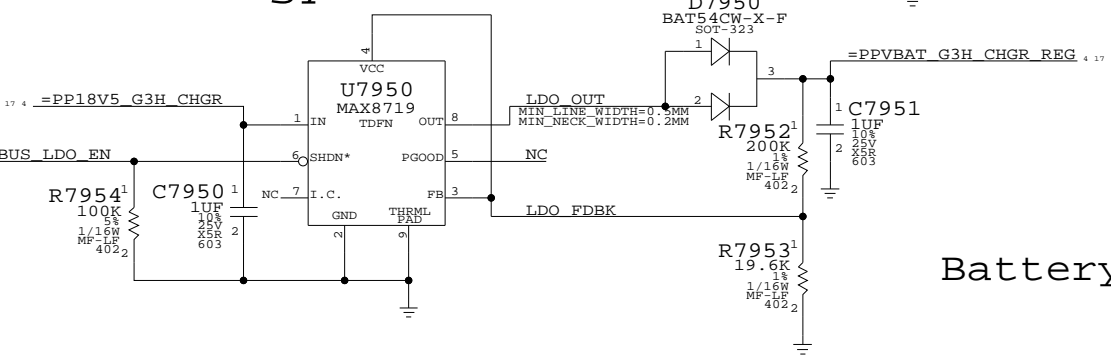 D7950
BAT54CW-X-F
SOT-323
1
3
2
=PPVBAT_G3H_CHGR_REG 4 17
4
VCC
U7950
MAX8719
TDFN
17 4 =PP18V5_G3H_CHGR
1 IN
OUT 8
LDO_OUT
MIN_LINE_WIDTH=0.5MM
MIN_NECK_WIDTH=0.2MM
BUS_LDO_EN
6 SHDN*
PGOOD 5
NC
NC 7 I.C.
FB 3
LDO_FDBK
GND
THRML
PAD
2
9
R7954 1
100K
5%
1/16W
MF-LF
402 2
C7950 1
1UF
10%
25V
X5R
603
2
R7952 1
200K
1%
1/16W
MF-LF
402 2
1 C7951
1UF
10%
25V
X5R
603
2
R7953 1
19.6K
1%
1/16W
MF-LF
402 2
Battery